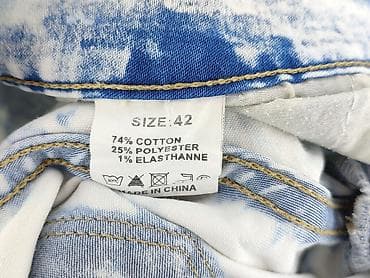 SIZE:42
74% COTTON
25% POLYESTER
1% ELASTHANNE
MADE IN CHINA